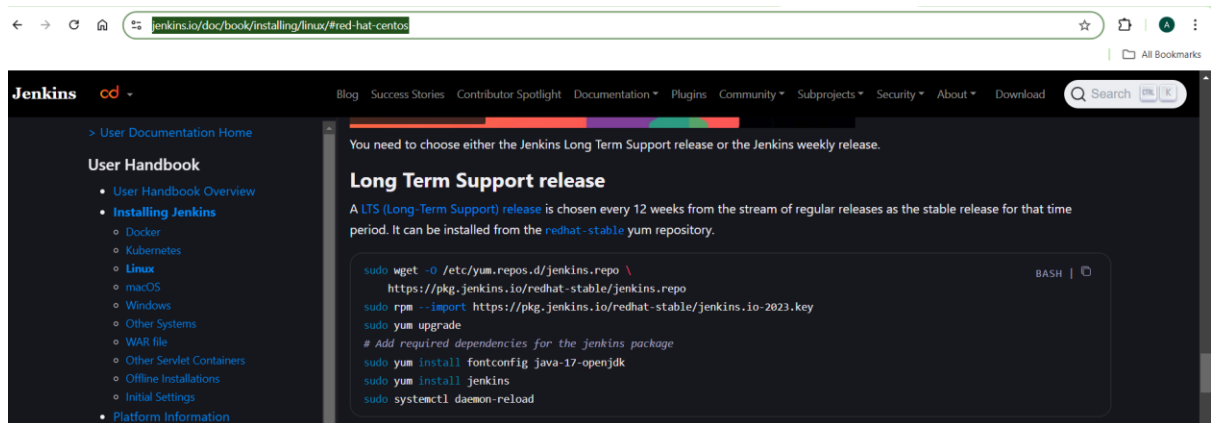 jenkins.io/doc/book/installing/linux/#red-hat-centos
A
All Bookmarks
Jenkins cd Blog Success Stories Contributor Spotlight Documentation Plugins Community Subprojects Security About Download Search CTRL K
> User Documentation Home
User Handbook
User Handbook Overview
Installing Jenkins
Docker
Kubernetes
Linux
macOS
Windows
Other Systems
WAR file
Other Servlet Containers
Offline Installations
Initial Settings
Platform Information
You need to choose either the Jenkins Long Term Support release or the Jenkins weekly release.
Long Term Support release
A LTS (Long-Term Support) release is chosen every 12 weeks from the stream of regular releases as the stable release for that time
period. It can be installed from the redhat-stable yum repository.
BASH |
sudo wget -O /etc/yum.repos.d/jenkins.repo \
https://pkg.jenkins.io/redhat-stable/jenkins.repo
sudo rpm --import https://pkg.jenkins.io/redhat-stable/jenkins.io-2023.key
sudo yum upgrade
# Add required dependencies for the jenkins package
sudo yum install fontconfig java-17-openjdk
sudo yum install jenkins
sudo systemctl daemon-reload